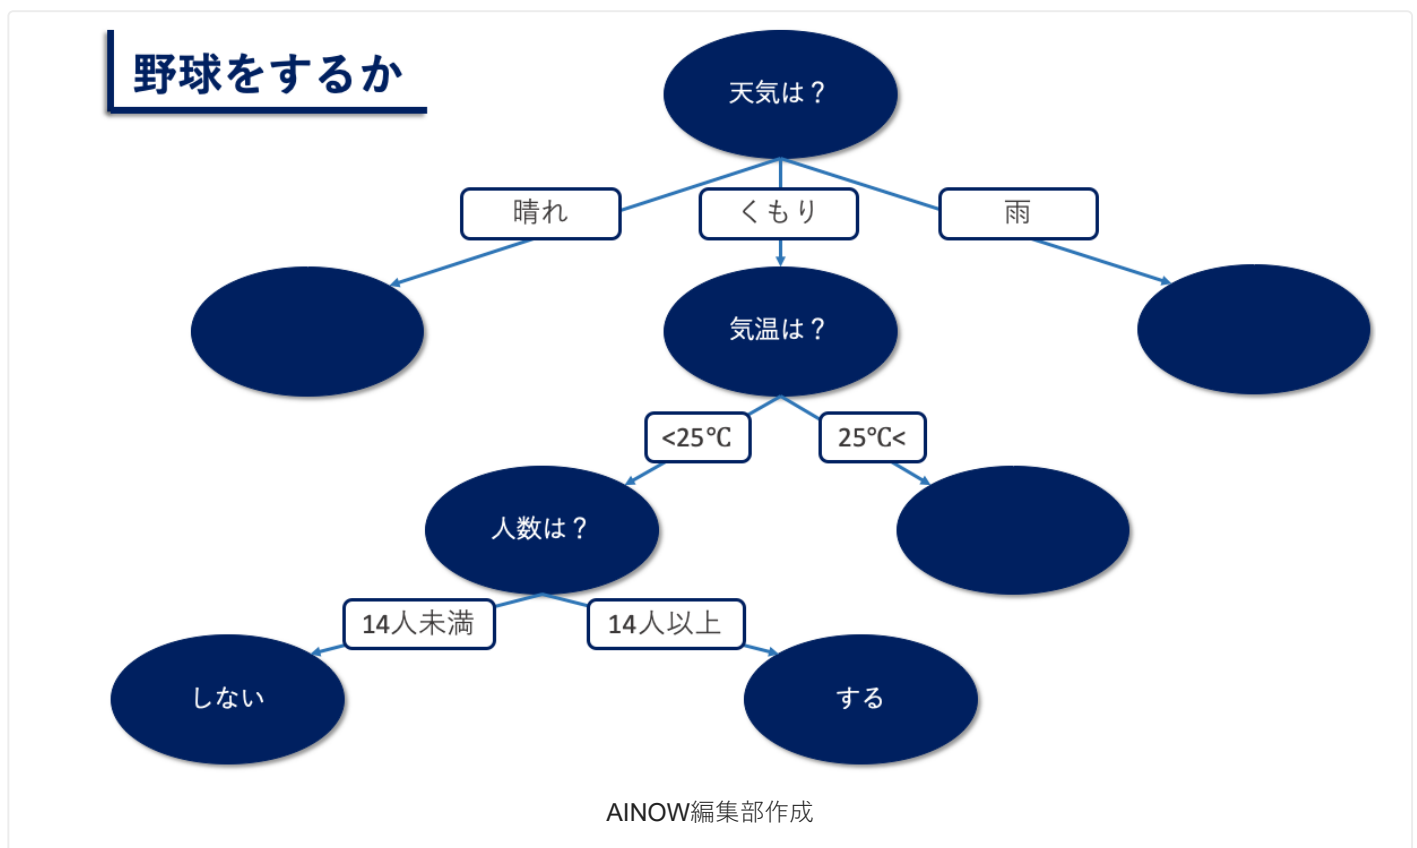 野球をするか
天気は？
晴れ
くもり
雨
気温は？
<25℃
25℃<
人数は？
14人未満
14人以上
しない
する
AINOW編集部作成